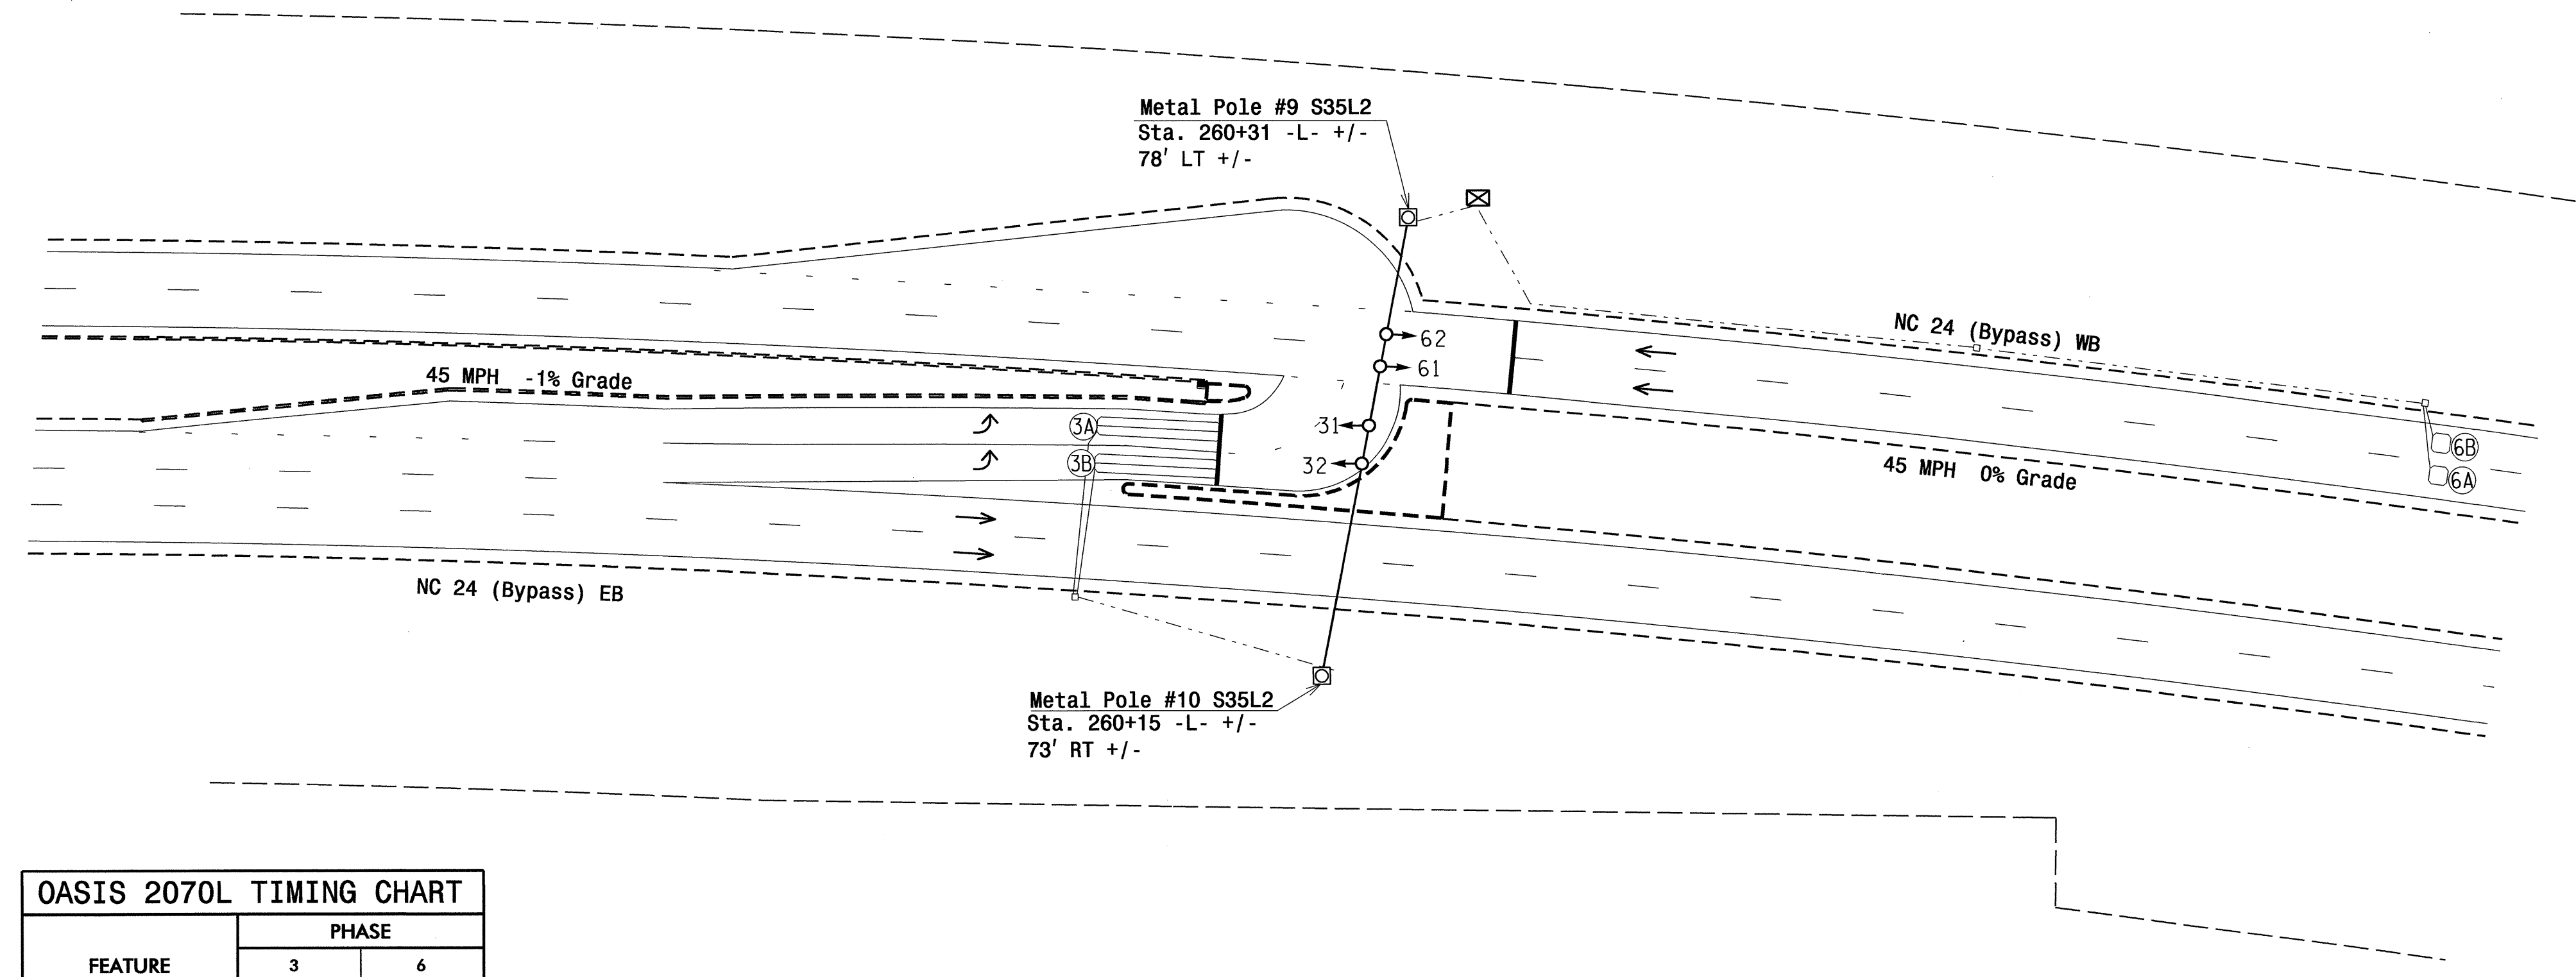 Metal Pole #9 S35L2
Sta. 260+31 -L- +/-
78' LT +/-
62
61
NC 24 (Bypass) WB
45 MPH -1% Grade
3A
31
3B
32
6B
45 MPH 0% Grade
6A
NC 24 (Bypass) EB
Metal Pole #10 S35L2
Sta. 260+15 -L- +/-
73' RT +/-
OASIS 2070L TIMING CHART
PHASE
FEATURE
3
6